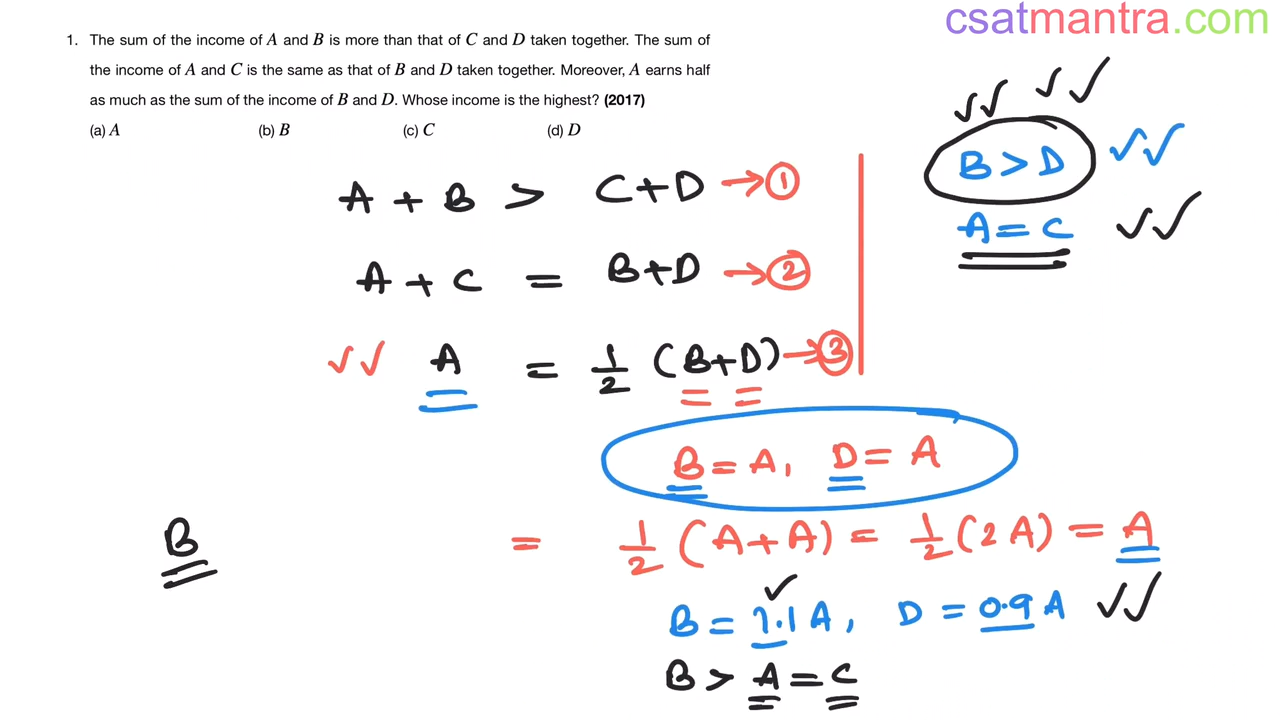 csatmantra.com
1. The sum of the income of A and B is more than that of C and D taken together. The sum of
the income of A and C is the same as that of B and D taken together. Moreover, A earns half
as much as the sum of the income of B and D. Whose income is the highest? (2017)
(a) A (b) B (c) C (d) D
A + B > C+D → ①
A + C = B+D → ②
✓✓ A = 1/2 (B+D) → ③
✓✓ ✓✓
B > D ✓✓
A = C ✓✓
B = A, D = A
= 1/2 (A+A) = 1/2 (2A) = A
B
✓
B = 1.1A, D = 0.9A ✓✓
B > A = C